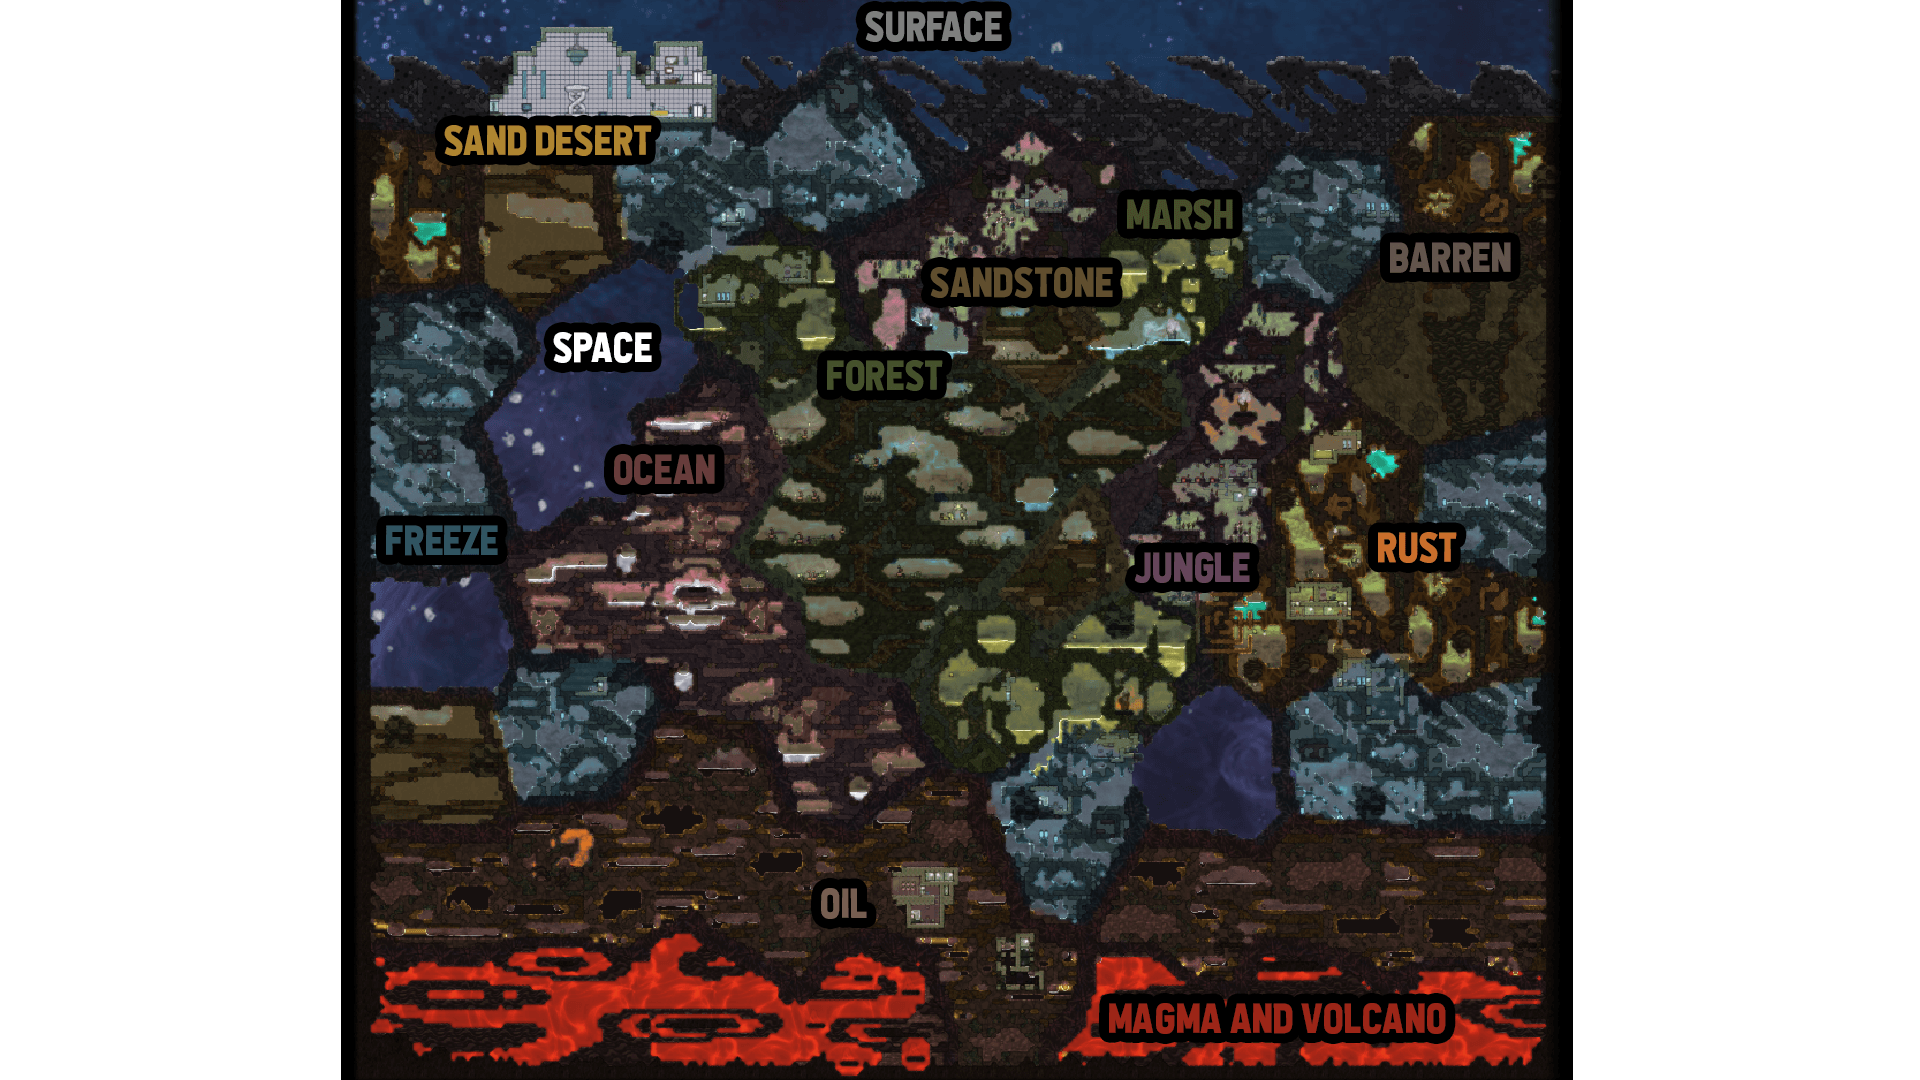 SURFACE
SAND DESERT
MARSH
BARREN
SANDSTONE
SPACE
FOREST
OCEAN
FREEZE
RUST
JUNGLE
OIL
MAGMA AND VOLCANO